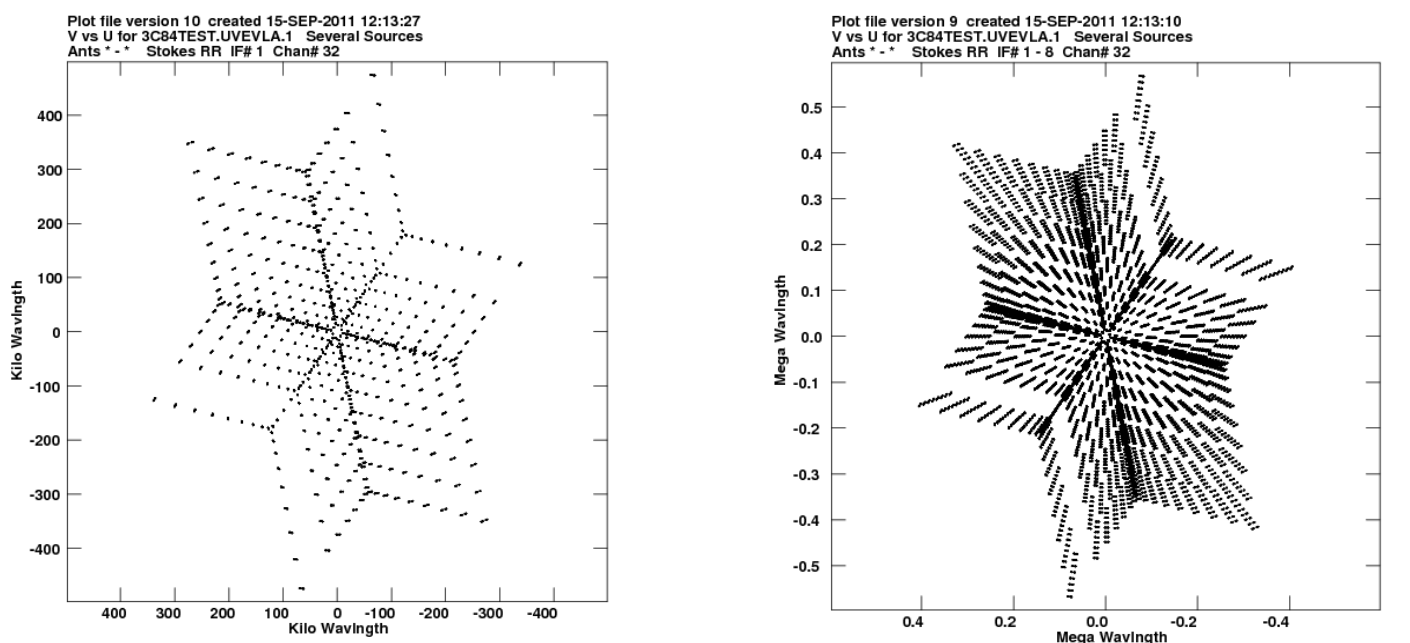 Plot file version 10  created 15-SEP-2011 12:13:27
V vs U for 3C84TEST.UVEVLA.1   Several Sources
Ants * - *    Stokes RR  IF# 1  Chan# 32
400
300
200
100
0
-100
-200
-300
-400
Kilo Wavlngth
400 300 200 100 0 -100 -200 -300 -400
Kilo Wavlngth
Plot file version 9  created 15-SEP-2011 12:13:10
V vs U for 3C84TEST.UVEVLA.1   Several Sources
Ants * - *    Stokes RR  IF# 1 - 8  Chan# 32
0.5
0.4
0.3
0.2
0.1
0.0
-0.1
-0.2
-0.3
-0.4
-0.5
Mega Wavlngth
0.4 0.2 0.0 -0.2 -0.4
Mega Wavlngth